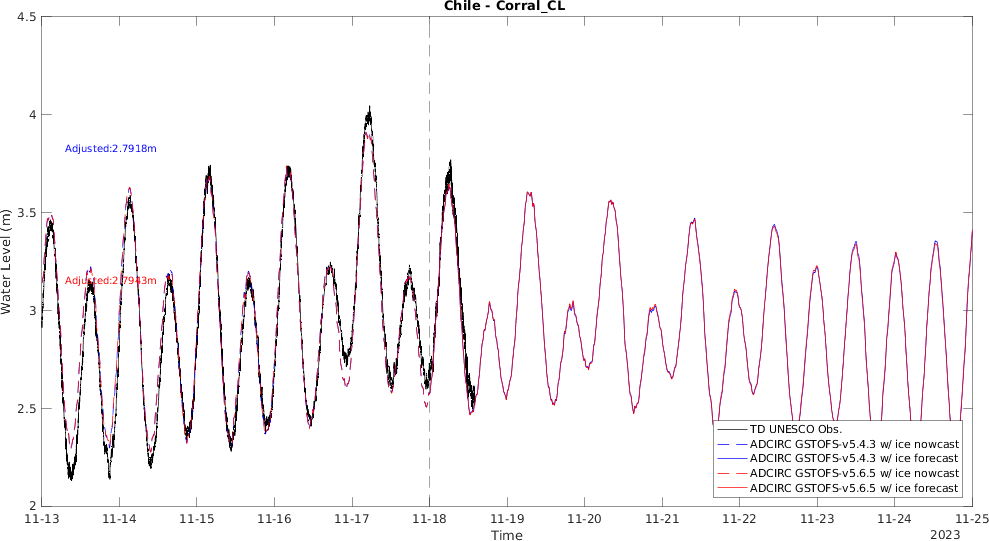 Chile - Corral_CL
4.5
4
3.5
3
2.5
2
Water Level (m)
Adjusted:2.7918m
Adjusted:2.7943m
TD UNESCO Obs.
ADCIRC GSTOFS-v5.4.3 w/ ice nowcast
ADCIRC GSTOFS-v5.4.3 w/ ice forecast
ADCIRC GSTOFS-v5.6.5 w/ ice nowcast
ADCIRC GSTOFS-v5.6.5 w/ ice forecast
11-13 11-14 11-15 11-16 11-17 11-18 11-19 11-20 11-21 11-22 11-23 11-24 11-25
Time
2023